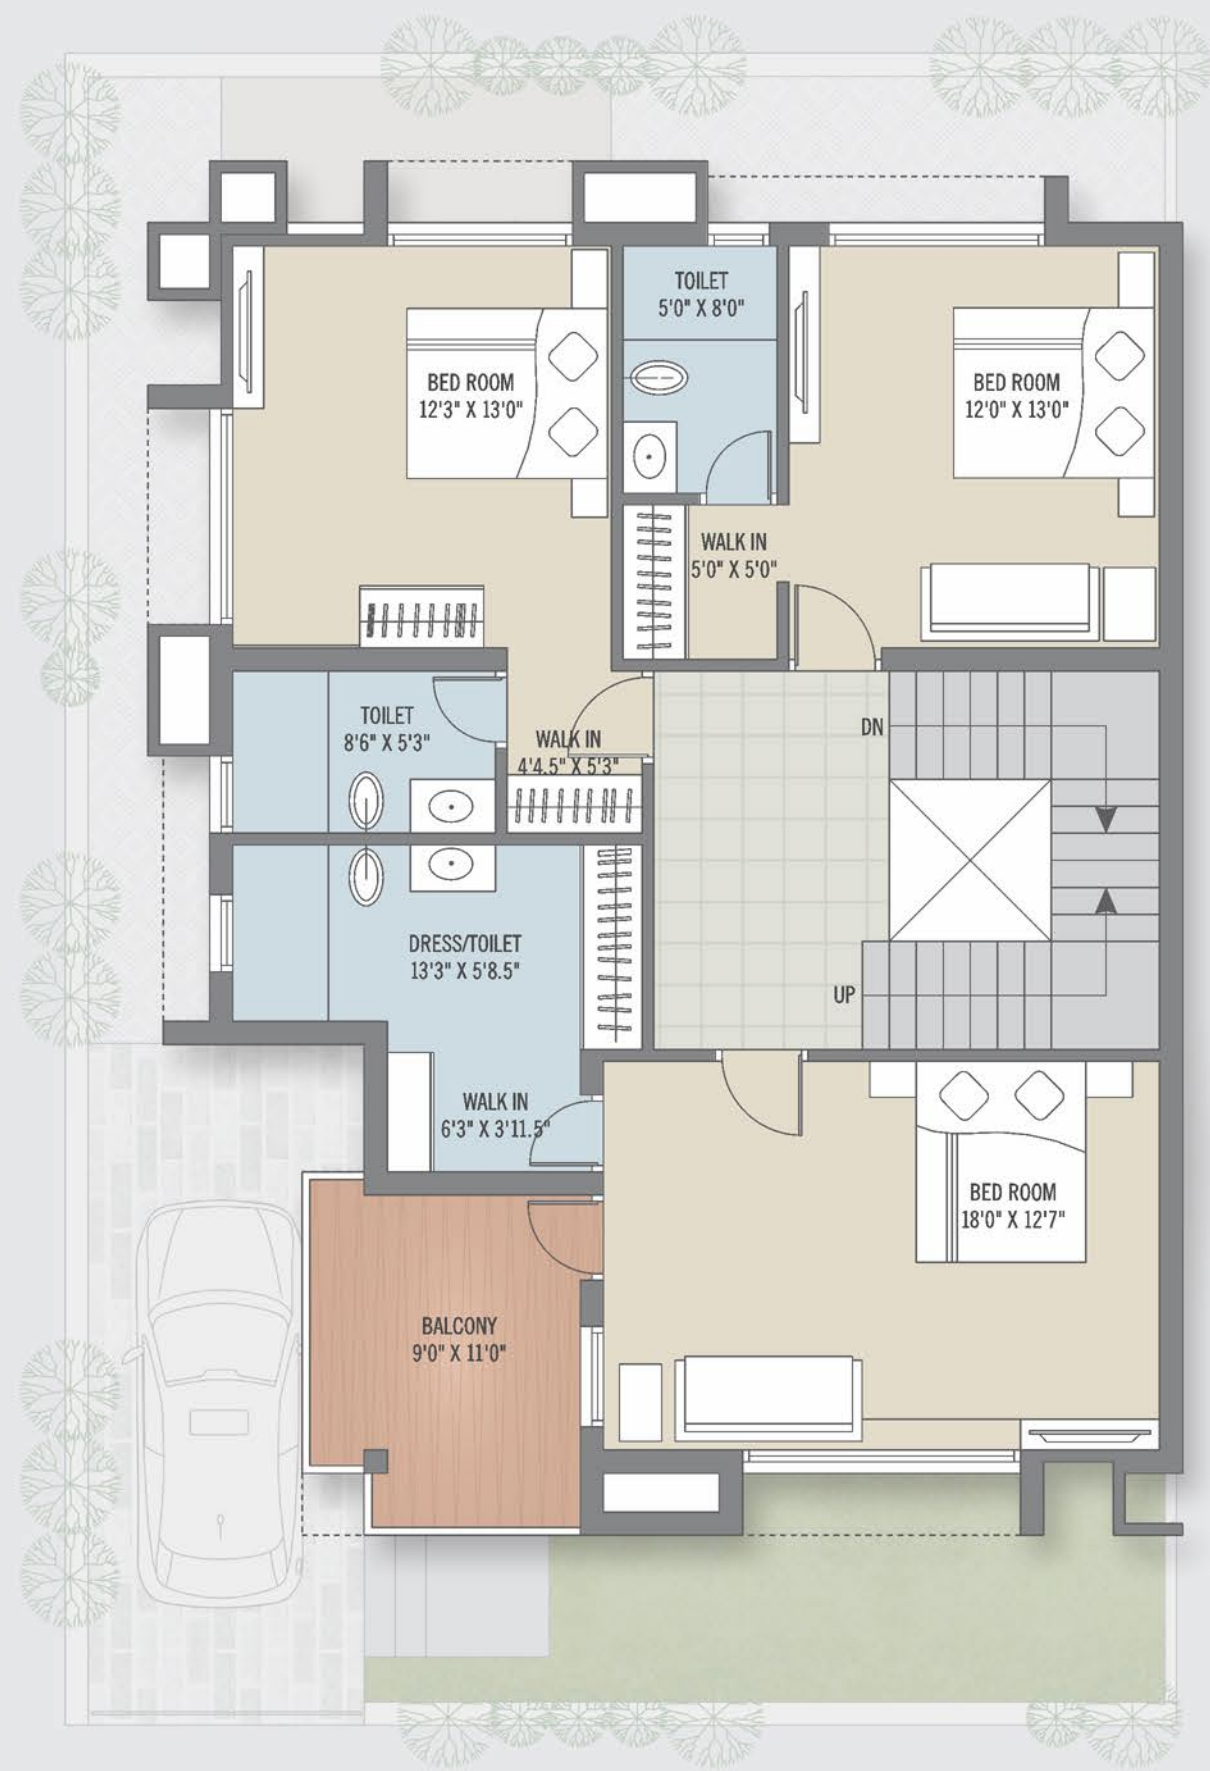 TOILET
5'0" X 8'0"
BED ROOM
12'3" X 13'0"
BED ROOM
12'0" X 13'0"
WALK IN
5'0" X 5'0"
TOILET
8'6" X 5'3"
WALK IN
4'4.5" X 5'3"
DN
DRESS/TOILET
13'3" X 5'8.5"
UP
WALK IN
6'3" X 3'11.5"
BED ROOM
18'0" X 12'7"
BALCONY
9'0" X 11'0"